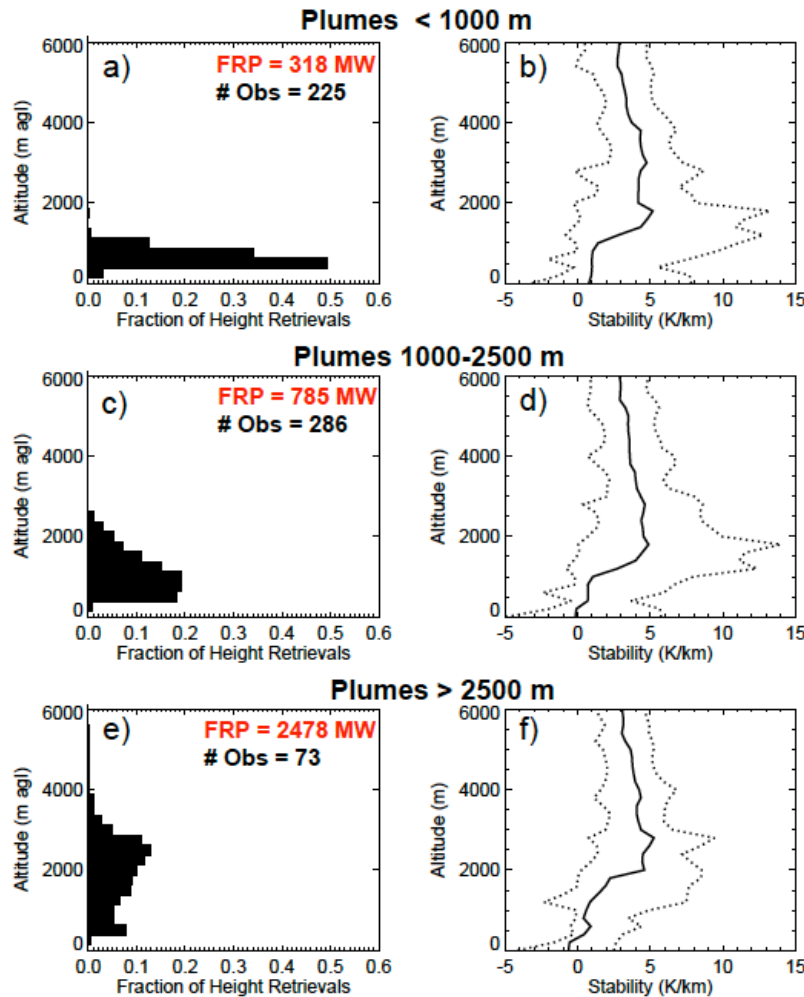 Plumes < 1000 m
a)
FRP = 318 MW
# Obs = 225
6000
4000
2000
0
Altitude (m agl)
0.0 0.1 0.2 0.3 0.4 0.5 0.6
Fraction of Height Retrievals
b)
6000
4000
2000
0
Altitude (m)
-5 0 5 10 15
Stability (K/km)
Plumes 1000-2500 m
c)
FRP = 785 MW
# Obs = 286
6000
4000
2000
0
Altitude (m agl)
0.0 0.1 0.2 0.3 0.4 0.5 0.6
Fraction of Height Retrievals
d)
6000
4000
2000
0
Altitude (m)
-5 0 5 10 15
Stability (K/km)
Plumes > 2500 m
e)
FRP = 2478 MW
# Obs = 73
6000
4000
2000
0
Altitude (m agl)
0.0 0.1 0.2 0.3 0.4 0.5 0.6
Fraction of Height Retrievals
f)
6000
4000
2000
0
Altitude (m)
-5 0 5 10 15
Stability (K/km)